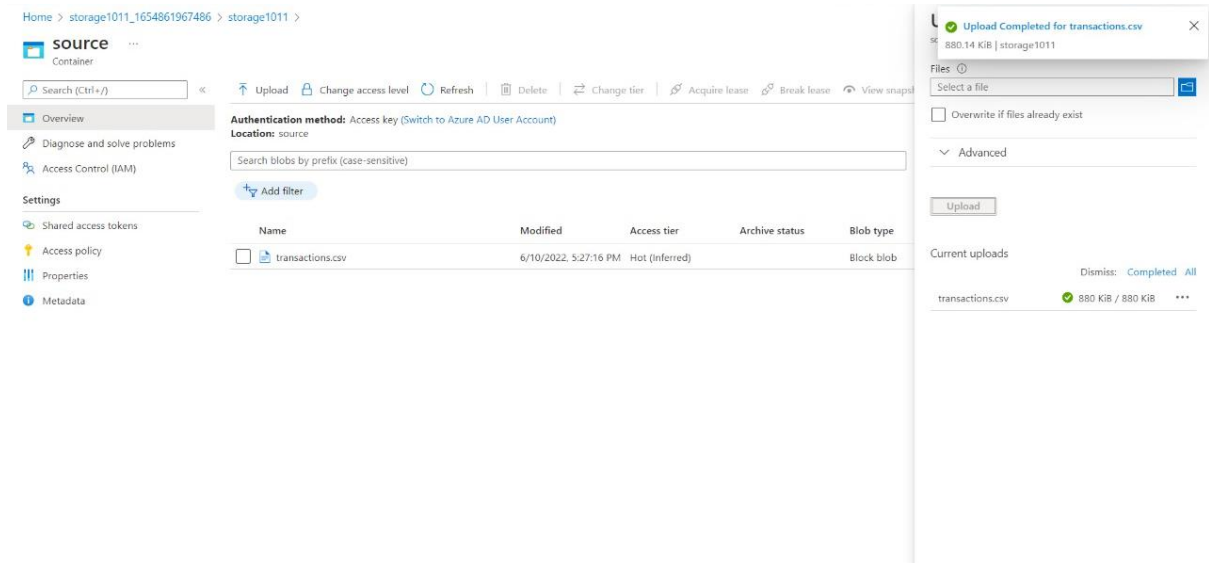 Home > storage1011_1654861967486 > storage1011 >
source ...
Container
Search (Ctrl+/) «
Overview
Diagnose and solve problems
Access Control (IAM)
Settings
Shared access tokens
Access policy
Properties
Metadata
Upload Change access level Refresh Delete Change tier Acquire lease Break lease View snapsh
Authentication method: Access key (Switch to Azure AD User Account)
Location: source
Search blobs by prefix (case-sensitive)
Add filter
Name Modified Access tier Archive status Blob type
transactions.csv 6/10/2022, 5:27:16 PM Hot (Inferred) Block blob
Upload Completed for transactions.csv
880.14 KiB | storage1011
Files
Select a file
Overwrite if files already exist
Advanced
Upload
Current uploads
Dismiss: Completed All
transactions.csv 880 KiB / 880 KiB ...